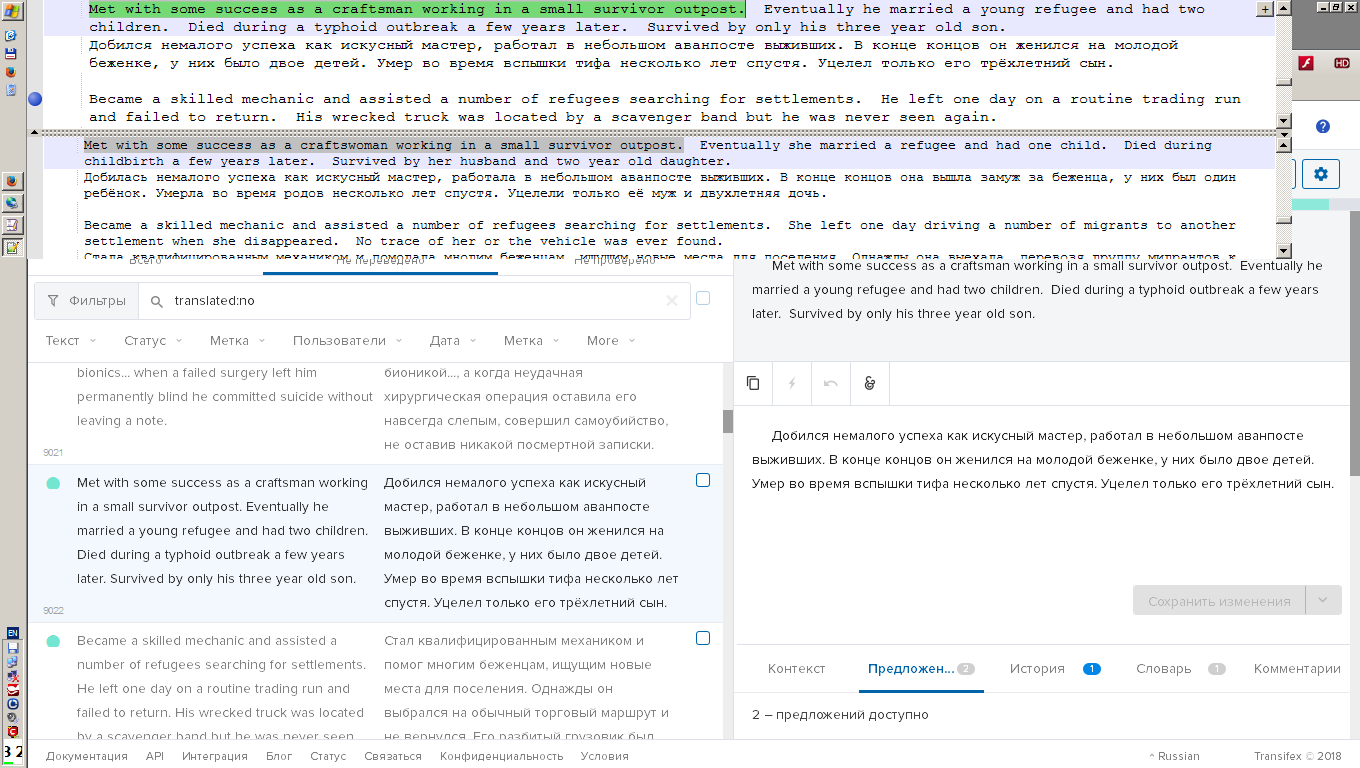 Met with some success as a craftsman working in a small survivor outpost.  Eventually he married a young refugee and had two
children.  Died during a typhoid outbreak a few years later.  Survived by only his three year old son.
Добился немалого успеха как искусный мастер, работал в небольшом аванпосте выживших. В конце концов он женился на молодой
беженке, у них было двое детей. Умер во время вспышки тифа несколько лет спустя. Уцелел только его трёхлетний сын.
Became a skilled mechanic and assisted a number of refugees searching for settlements.  He left one day on a routine trading run
and failed to return.  His wrecked truck was located by a scavenger band but he was never seen again.
Met with some success as a craftswoman working in a small survivor outpost.  Eventually she married a refugee and had one child.  Died during
childbirth a few years later.  Survived by her husband and two year old daughter.
Добилась немалого успеха как искусный мастер, работала в небольшом аванпосте выживших. В конце концов она вышла замуж за беженца, у них был один
ребёнок. Умерла во время родов несколько лет спустя. Уцелели только её муж и двухлетняя дочь.
Became a skilled mechanic and assisted a number of refugees searching for settlements.  She left one day driving a number of migrants to another
settlement when she disappeared.  No trace of her or the vehicle was ever found.
Стала квалифицированным механиком и помогала многим беженцам, ищущим новые места для поселения. Однажды она выехала, перевозя группу мигрантов к
HD
?
Всего Не переведено Не проверено
Фильтры translated:no
Текст Статус Метка Пользователи Дата Метка More
bionics... when a failed surgery left him
permanently blind he committed suicide without
leaving a note.
бионикой..., а когда неудачная
хирургическая операция оставила его
навсегда слепым, совершил самоубийство,
не оставив никакой посмертной записки.
9021
Met with some success as a craftsman working
in a small survivor outpost. Eventually he
married a young refugee and had two children.
Died during a typhoid outbreak a few years
later. Survived by only his three year old son.
Добился немалого успеха как искусный
мастер, работал в небольшом аванпосте
выживших. В конце концов он женился на
молодой беженке, у них было двое детей.
Умер во время вспышки тифа несколько лет
спустя. Уцелел только его трёхлетний сын.
9022
Became a skilled mechanic and assisted a
number of refugees searching for settlements.
He left one day on a routine trading run and
failed to return. His wrecked truck was located
by a scavenger band but he was never seen
Стал квалифицированным механиком и
помог многим беженцам, ищущим новые
места для поселения. Однажды он
выбрался на обычный торговый маршрут и
не вернулся. Его разбитый грузовик был
Met with some success as a craftsman working in a small survivor outpost.  Eventually he
married a young refugee and had two children.  Died during a typhoid outbreak a few years
later.  Survived by only his three year old son.
Добился немалого успеха как искусный мастер, работал в небольшом аванпосте
выживших. В конце концов он женился на молодой беженке, у них было двое детей.
Умер во время вспышки тифа несколько лет спустя. Уцелел только его трёхлетний сын.
Сохранить изменения
Контекст Предложен... 2 История 1 Словарь 1 Комментарии
2 – предложений доступно
EN
3 2
Документация API Интеграция Блог Статус Связаться Конфиденциальность Условия
^ Russian Transifex © 2018